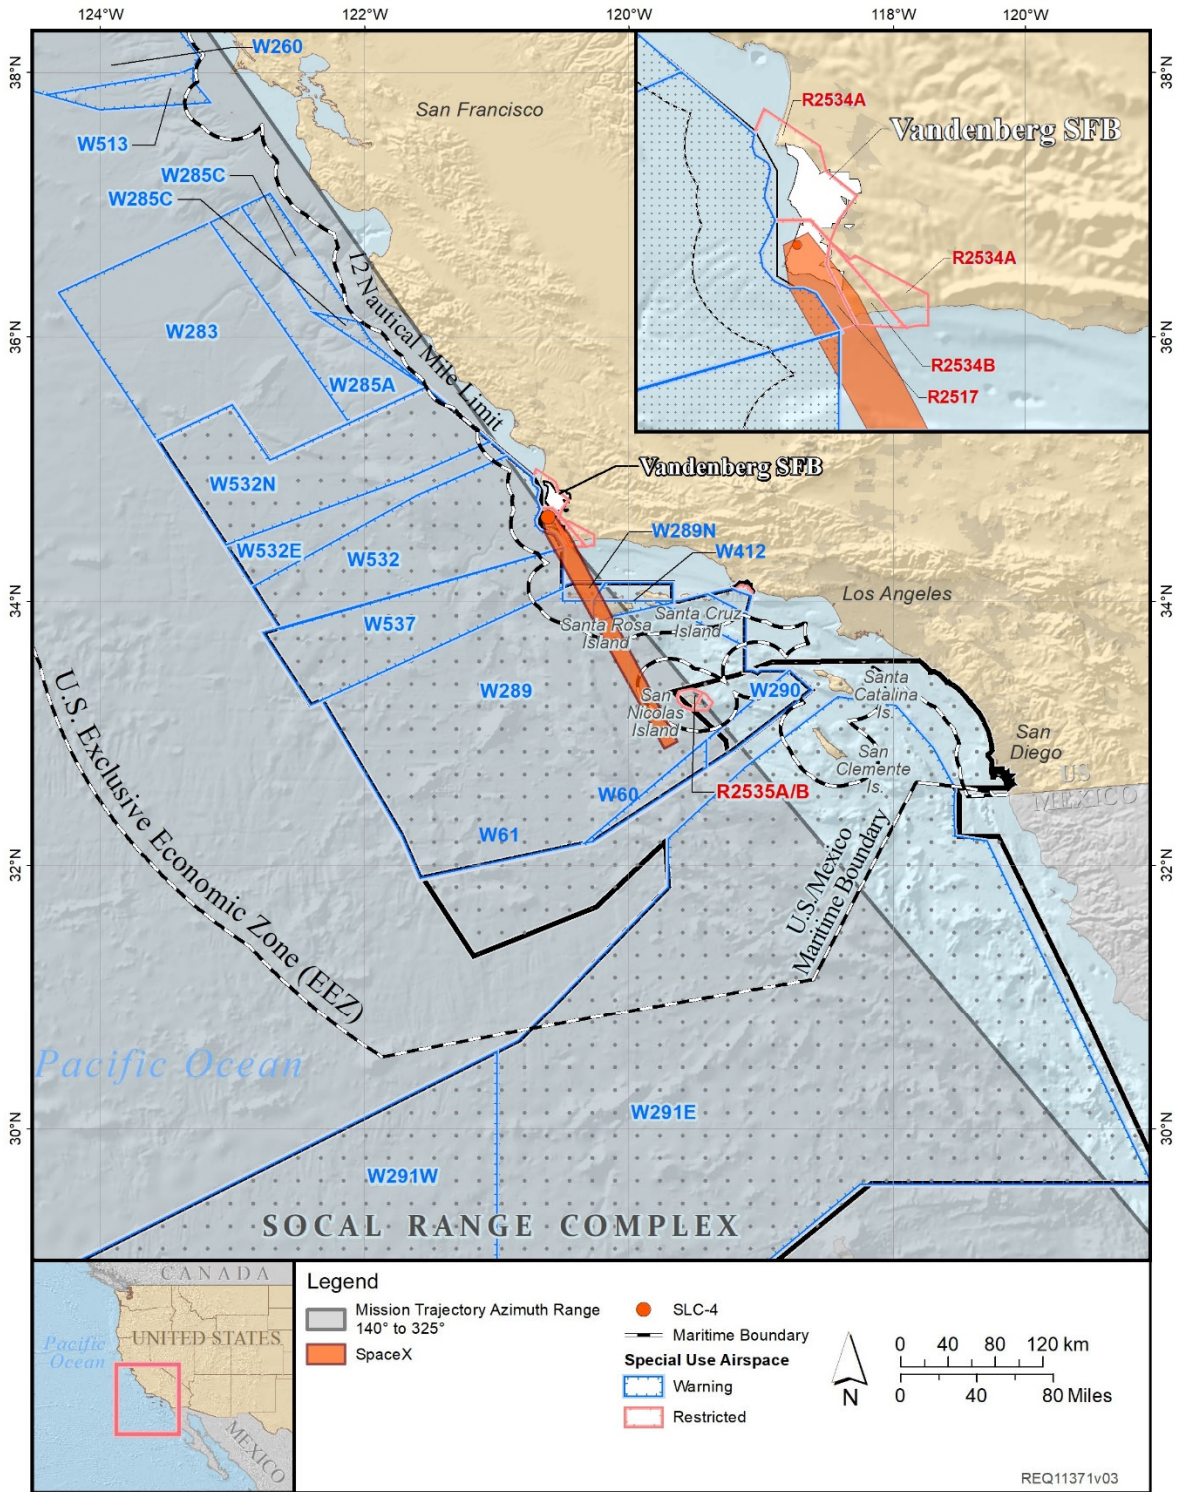 124°W
122°W
120°W
118°W
120°W
38°N
36°N
34°N
32°N
30°N
38°N
36°N
34°N
32°N
30°N
W260
W513
San Francisco
W285C
W285C
W283
12 Nautical Mile Limit
W285A
W532N
W532E
W532
W537
W289
R2534A
Vandenberg SFB
R2534A
R2534B
R2517
Vandenberg SFB
W289N
W412
Los Angeles
Santa Rosa
Island
Santa Cruz
Island
San
Nicolas
Island
W290
Santa
Catalina
Is.
San
Clemente
Is.
San
Diego
US
MEXICO
R2535A/B
W60
W61
U.S./Mexico
Maritime Boundary
U.S. Exclusive Economic Zone (EEZ)
Pacific Ocean
W291E
W291W
SOCAL RANGE COMPLEX
CANADA
UNITED STATES
Pacific
Ocean
MEXICO
Legend
Mission Trajectory Azimuth Range
140° to 325°
SpaceX
SLC-4
Maritime Boundary
Special Use Airspace
Warning
Restricted
N
0 40 80 120 km
0 40 80 Miles
REQ11371v03